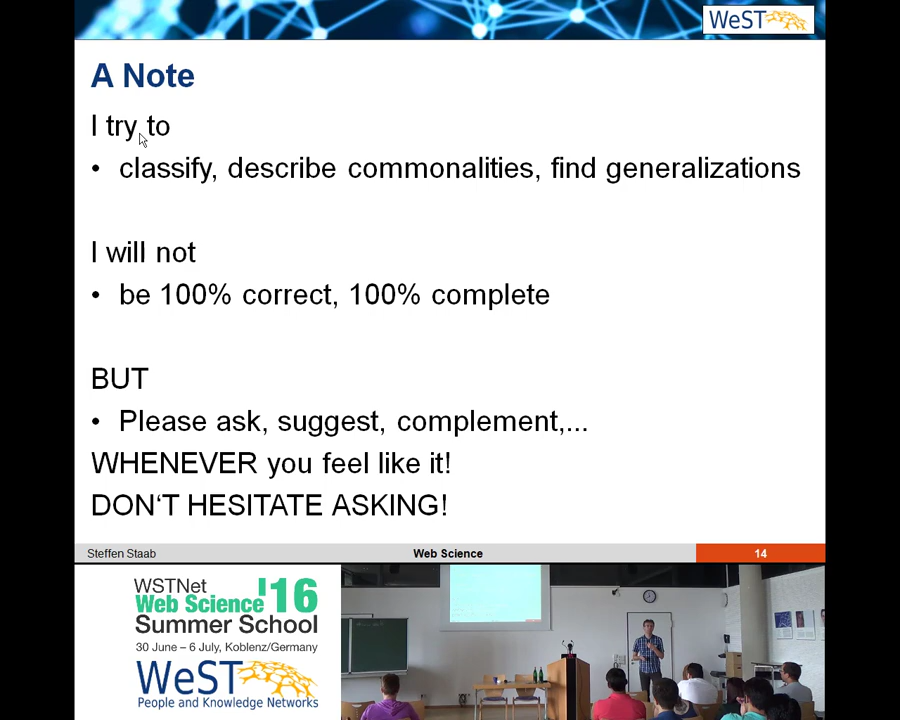 WeST
A Note
I try to
• classify, describe commonalities, find generalizations
I will not
• be 100% correct, 100% complete
BUT
• Please ask, suggest, complement,...
WHENEVER you feel like it!
DON‘T HESITATE ASKING!
Steffen Staab Web Science 14
WSTNet
Web Science '16
Summer School
30 June – 6 July, Koblenz/Germany
WeST
People and Knowledge Networks